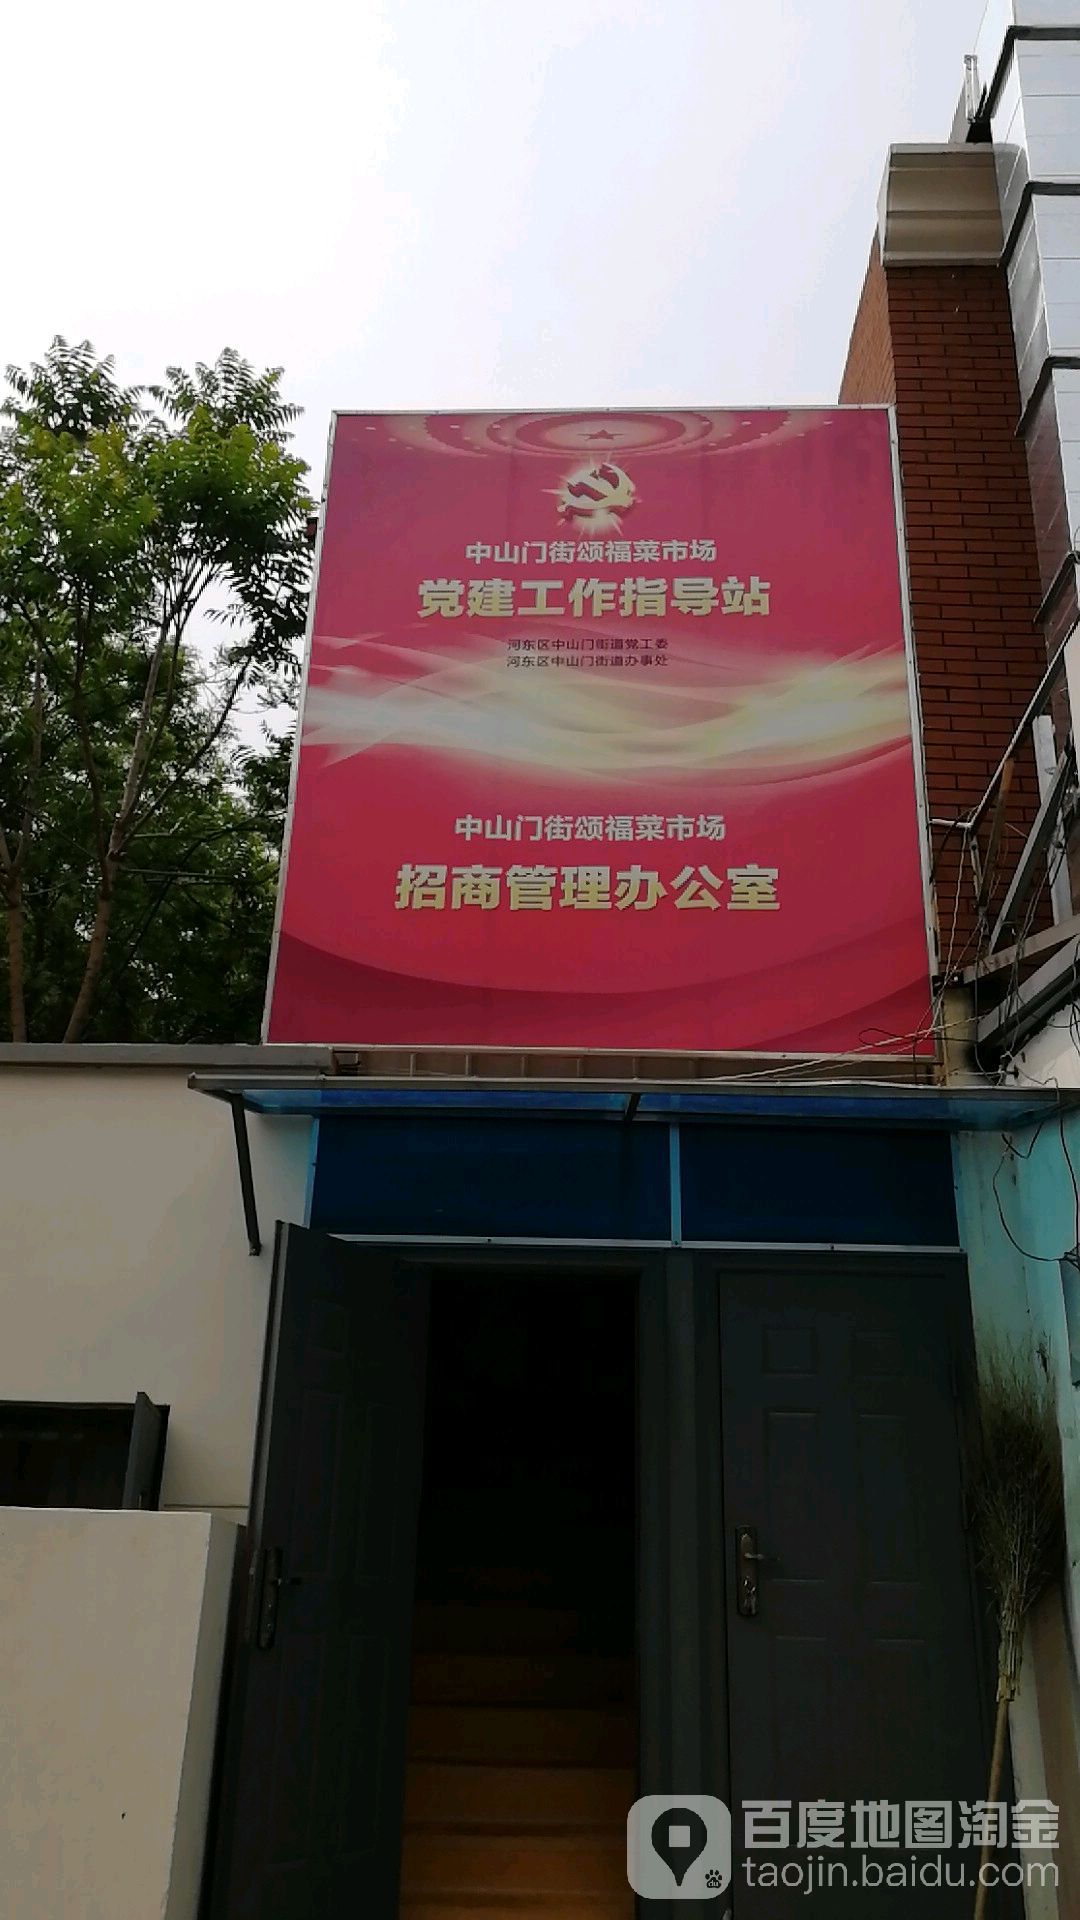 中山门街颂福菜市场
党建工作指导站
河东区中山门街道党工委
河东区中山门街道办事处
中山门街颂福菜市场
招商管理办公室
百度地图淘金
taojin.baidu.com
du